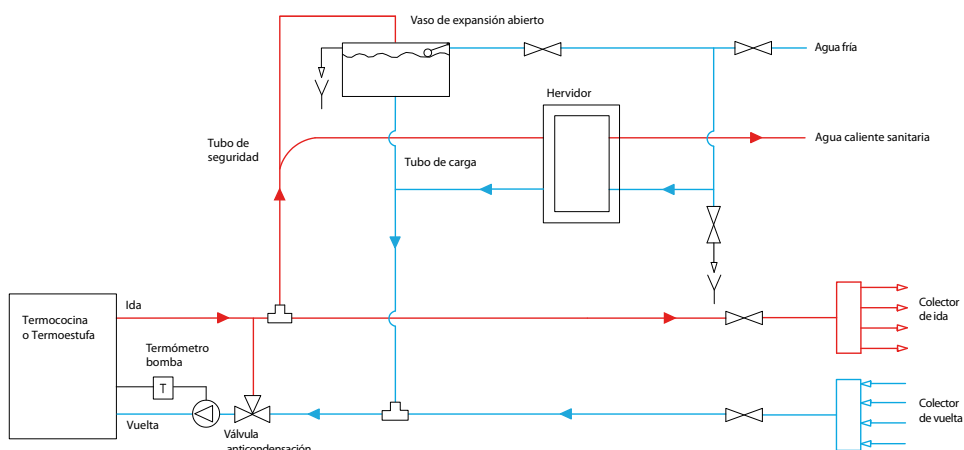 Vaso de expansión abierto
Agua fría
Hervidor
Tubo de
seguridad
Agua caliente sanitaria
Tubo de carga
Ida
Termococina
o Termoestufa
Colector
de ida
Termómetro
bomba
T
Vuelta
Válvula
anticondensación
Colector
de vuelta